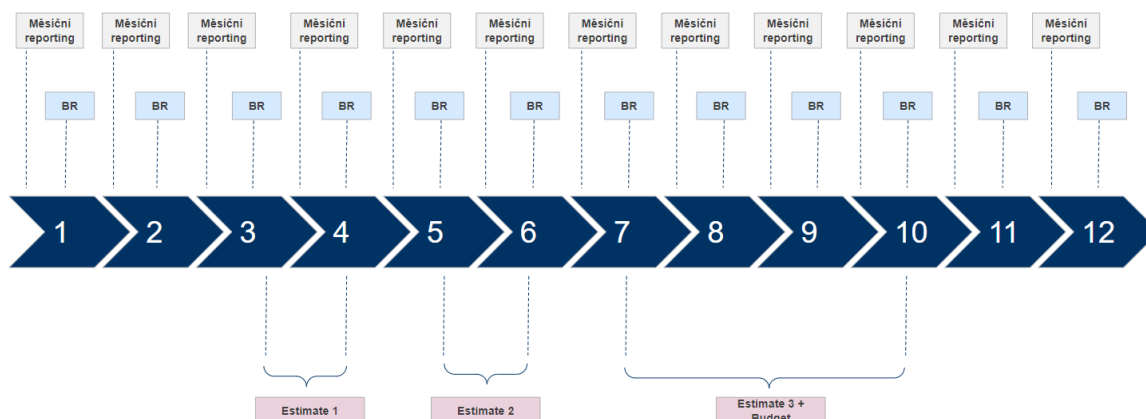 Měsíční
reporting
Měsíční
reporting
Měsíční
reporting
Měsíční
reporting
Měsíční
reporting
Měsíční
reporting
Měsíční
reporting
Měsíční
reporting
Měsíční
reporting
Měsíční
reporting
Měsíční
reporting
Měsíční
reporting
BR
BR
BR
BR
BR
BR
BR
BR
BR
BR
BR
BR
1
2
3
4
5
6
7
8
9
10
11
12
Estimate 1
Estimate 2
Estimate 3 +
Budget